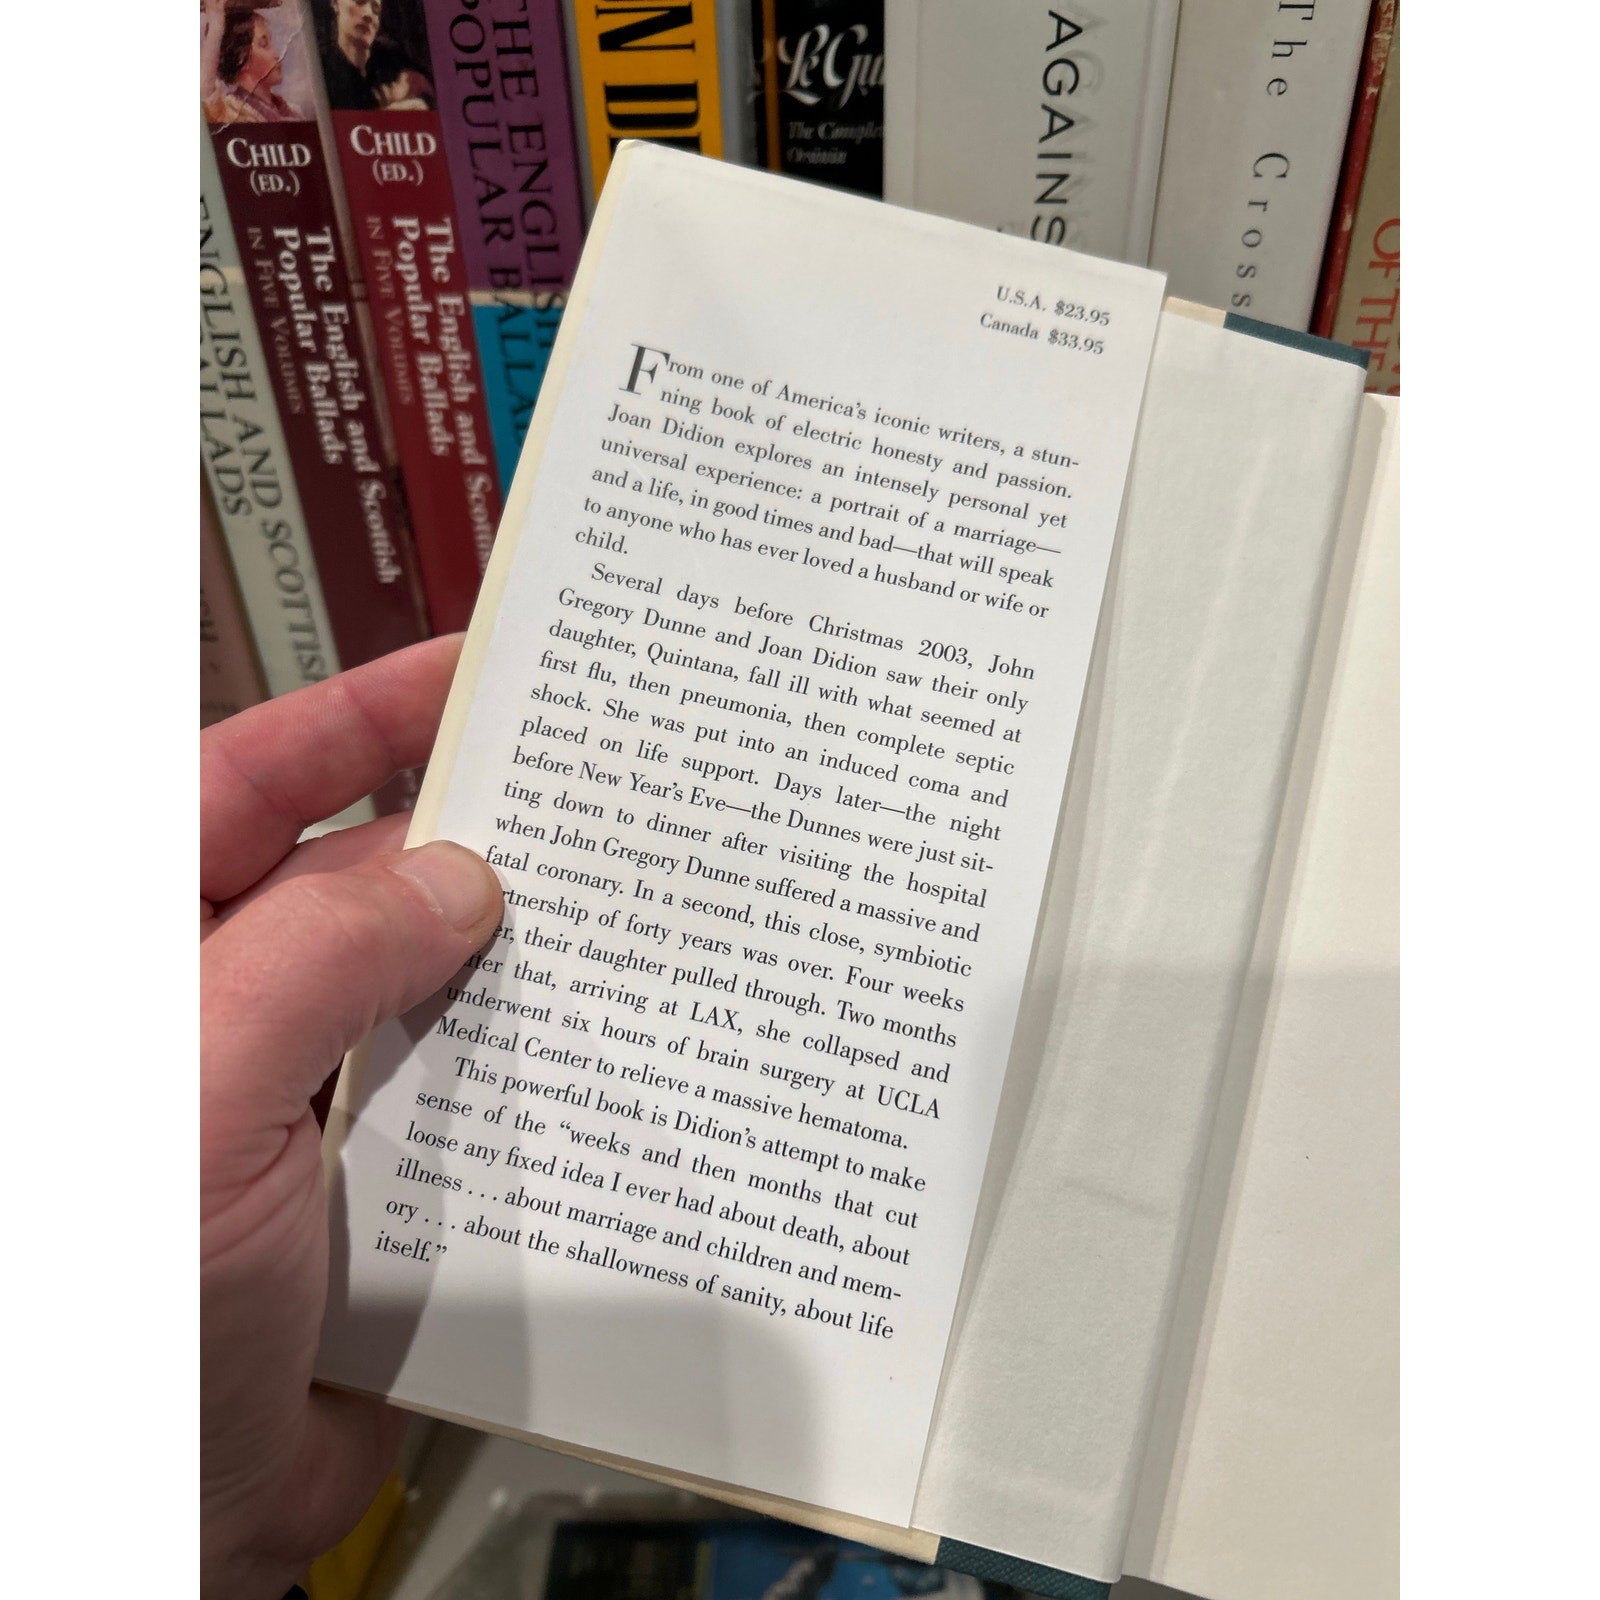 CHILD
(ED.)
The English and Scottish
Popular Ballads
IN FIVE VOLUMES
CHILD
(ED.)
The English and
Popular Ballads
IN FIVE VOLUMES
ENGLISH AND SCOTTISH
BALLADS
THE ENGLISH
POPULAR BALLADS
Le Guin
The Complete
Orsinia
AGAINS
The Cross
OF THE
U.S.A. $23.95
Canada $33.95
From one of America's iconic writers, a stun-
ning book of electric honesty and passion.
Joan Didion explores an intensely personal yet
universal experience: a portrait of a marriage—
and a life, in good times and bad—that will speak
to anyone who has ever loved a husband or wife or
child.
Several days before Christmas 2003, John
Gregory Dunne and Joan Didion saw their only
daughter, Quintana, fall ill with what seemed at
first flu, then pneumonia, then complete septic
shock. She was put into an induced coma and
placed on life support. Days later—the night
before New Year's Eve—the Dunnes were just sit-
ting down to dinner after visiting the hospital
when John Gregory Dunne suffered a massive and
fatal coronary. In a second, this close, symbiotic
rtnership of forty years was over. Four weeks
er, their daughter pulled through. Two months
after that, arriving at LAX, she collapsed and
underwent six hours of brain surgery at UCLA
Medical Center to relieve a massive hematoma.
This powerful book is Didion's attempt to make
sense of the “weeks and then months that cut
loose any fixed idea I ever had about death, about
illness . . . about marriage and children and mem-
ory . . . about the shallowness of sanity, about life
itself.”